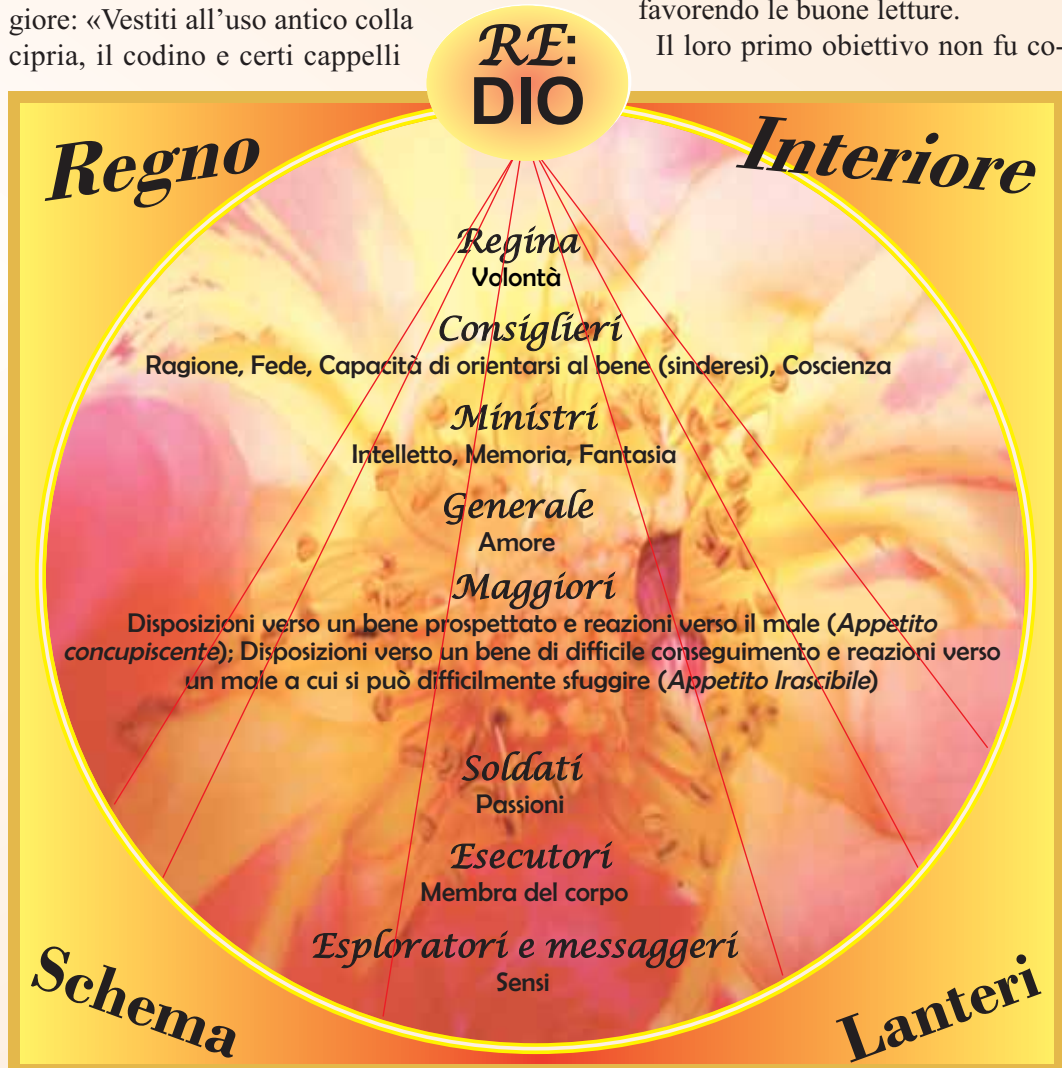 giore: «Vestiti all’uso antico colla
cipria, il codino e certi cappelli
favorendo le buone letture.
Il loro primo obiettivo non fu co-
RE:
DIO
Regno
Interiore
Regina
Volontà
Consiglieri
Ragione, Fede, Capacità di orientarsi al bene (sinderesi), Coscienza
Ministri
Intelletto, Memoria, Fantasia
Generale
Amore
Maggiori
Disposizioni verso un bene prospettato e reazioni verso il male (Appetito
concupiscente); Disposizioni verso un bene di difficile conseguimento e reazioni verso
un male a cui si può difficilmente sfuggire (Appetito Irascibile)
Soldati
Passioni
Esecutori
Membra del corpo
Esploratori e messaggeri
Sensi
Schema
Lanteri